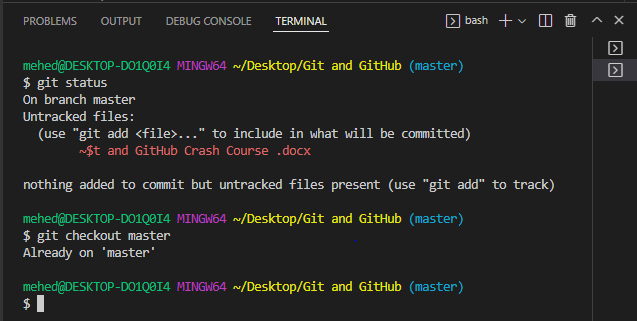 PROBLEMS OUTPUT DEBUG CONSOLE TERMINAL bash
mehed@DESKTOP-DO1Q0I4 MINGW64 ~/Desktop/Git and GitHub (master)
$ git status
On branch master
Untracked files:
  (use "git add <file>..." to include in what will be committed)
        ~$t and GitHub Crash Course .docx

nothing added to commit but untracked files present (use "git add" to track)

mehed@DESKTOP-DO1Q0I4 MINGW64 ~/Desktop/Git and GitHub (master)
$ git checkout master
Already on 'master'

mehed@DESKTOP-DO1Q0I4 MINGW64 ~/Desktop/Git and GitHub (master)
$